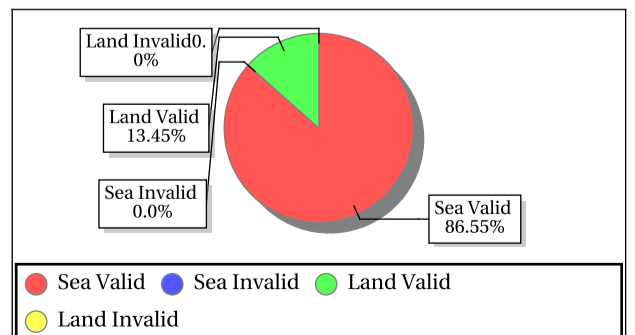 Land Invalid0.
0%
Land Valid
13.45%
Sea Invalid
0.0%
Sea Valid
86.55%
Sea Valid Sea Invalid Land Valid
Land Invalid